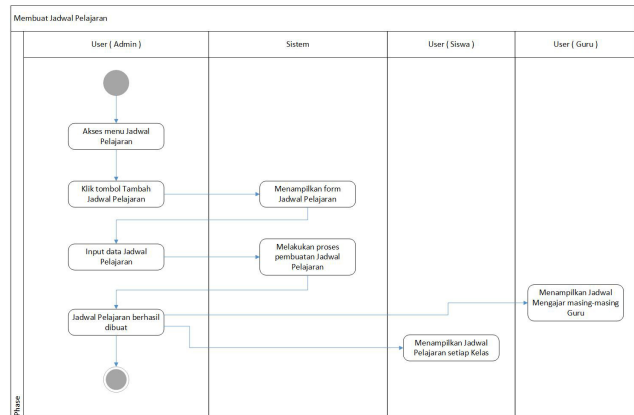 Membuat Jadwal Pelajaran
User ( Admin )
Sistem
User ( Siswa )
User ( Guru )
Akses menu Jadwal
Pelajaran
Klik tombol Tambah
Jadwal Pelajaran
Menampilkan form
Jadwal Pelajaran
Input data Jadwal
Pelajaran
Melakukan proses
pembuatan Jadwal
Pelajaran
Jadwal Pelajaran berhasil
dibuat
Menampilkan Jadwal
Mengajar masing-masing
Guru
Menampilkan Jadwal
Pelajaran setiap Kelas
Phase